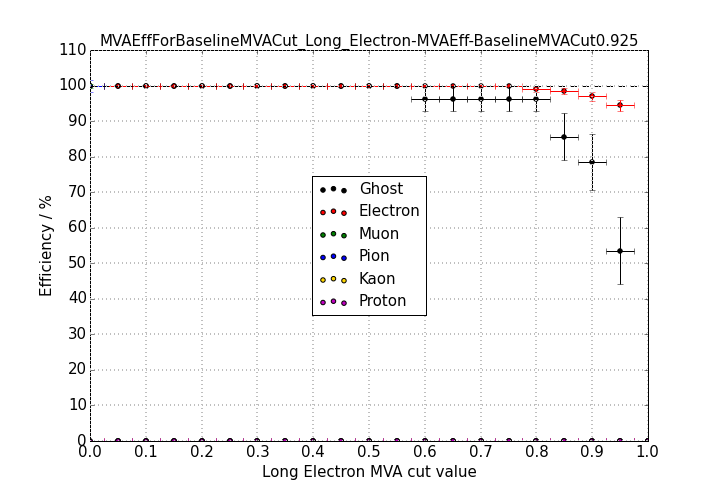 MVAEffForBaselineMVACut_Long_Electron-MVAEff-BaselineMVACut0.925
110
100
90
80
70
60
50
40
30
20
10
0
Efficiency / %
Ghost
Electron
Muon
Pion
Kaon
Proton
0.0 0.1 0.2 0.3 0.4 0.5 0.6 0.7 0.8 0.9 1.0
Long Electron MVA cut value